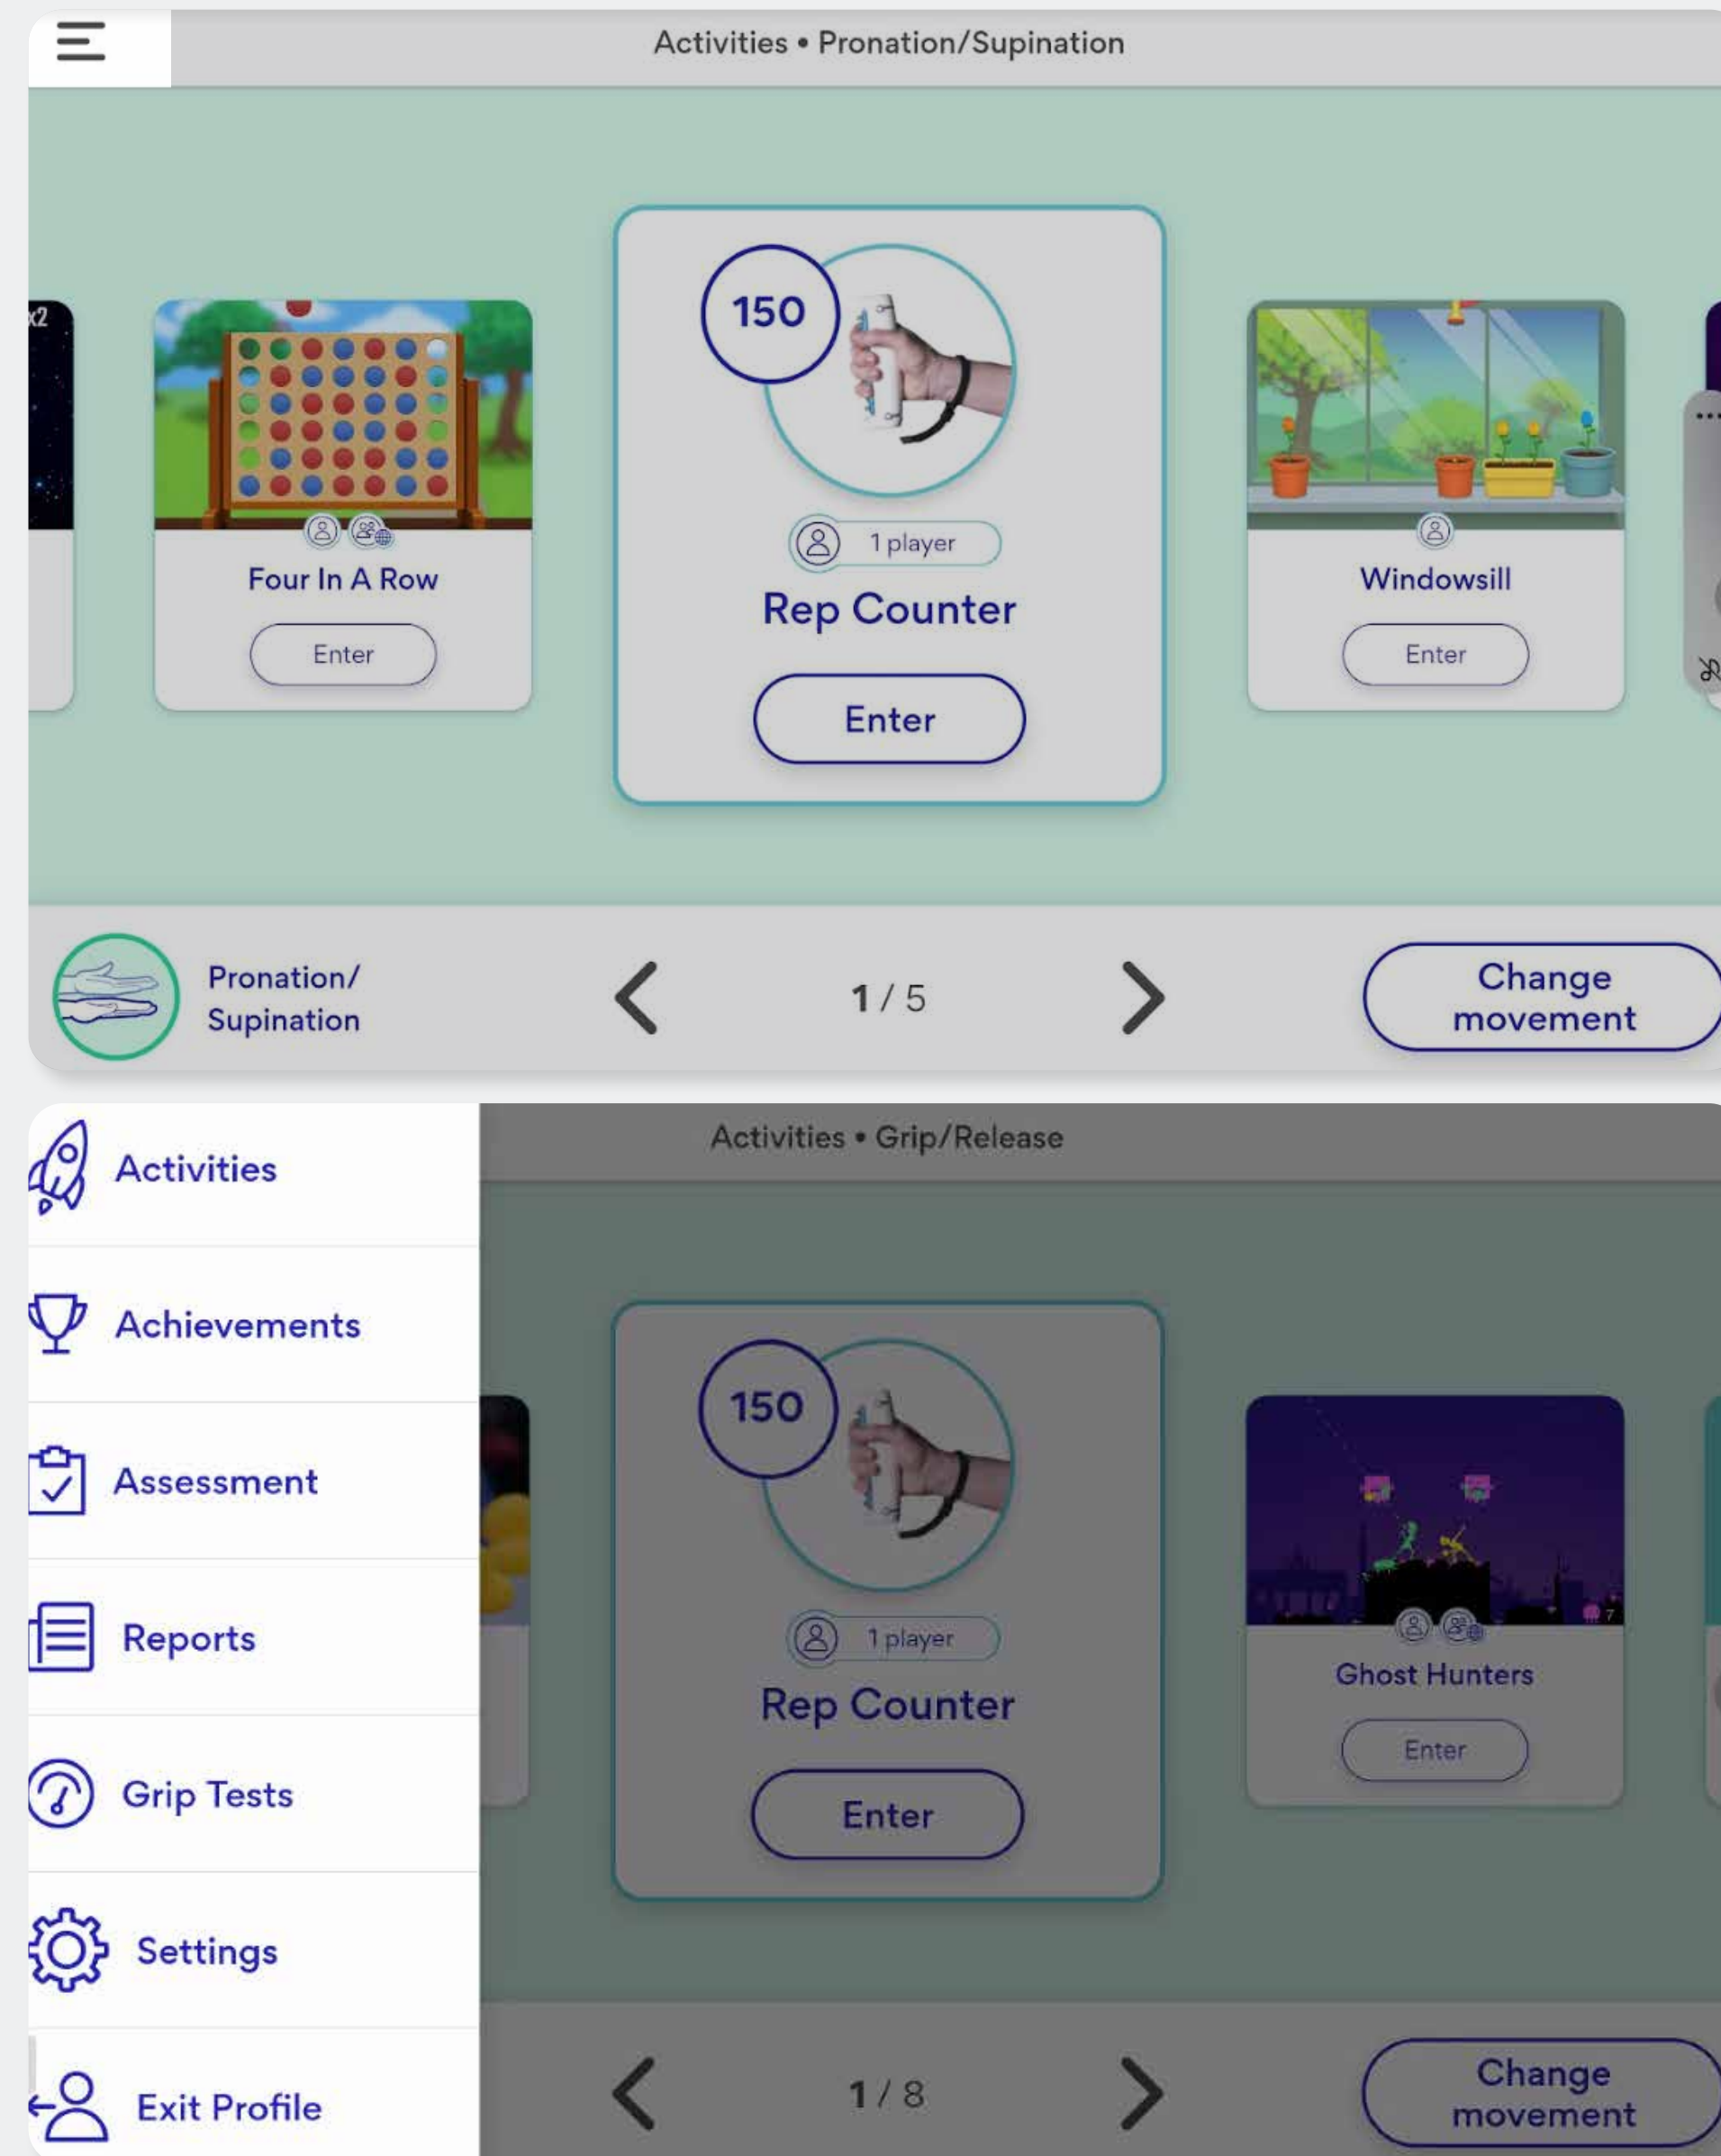 Activities • Pronation/Supination
x2
150
1 player
Four In A Row
Rep Counter
Windowsill
Enter
Enter
Enter
Pronation/
Supination
1 / 5
Change
movement
Activities
Activities • Grip/Release
Achievements
150
Assessment
Reports
7
1 player
Ghost Hunters
Rep Counter
Enter
Grip Tests
Enter
Settings
Exit Profile
1 / 8
Change
movement